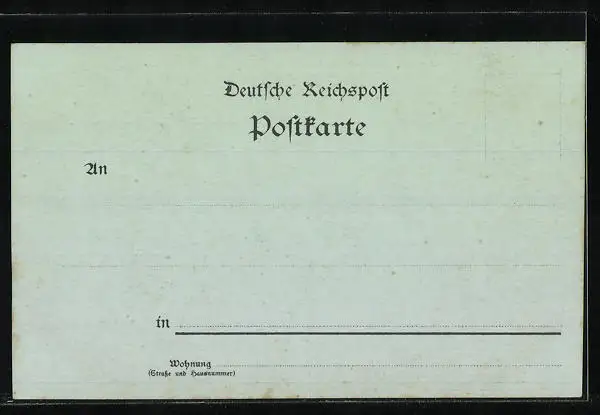 Deutſche Reichspoſt
Poſtkarte
An
in
Wohnung
(Straße und Hausnummer)